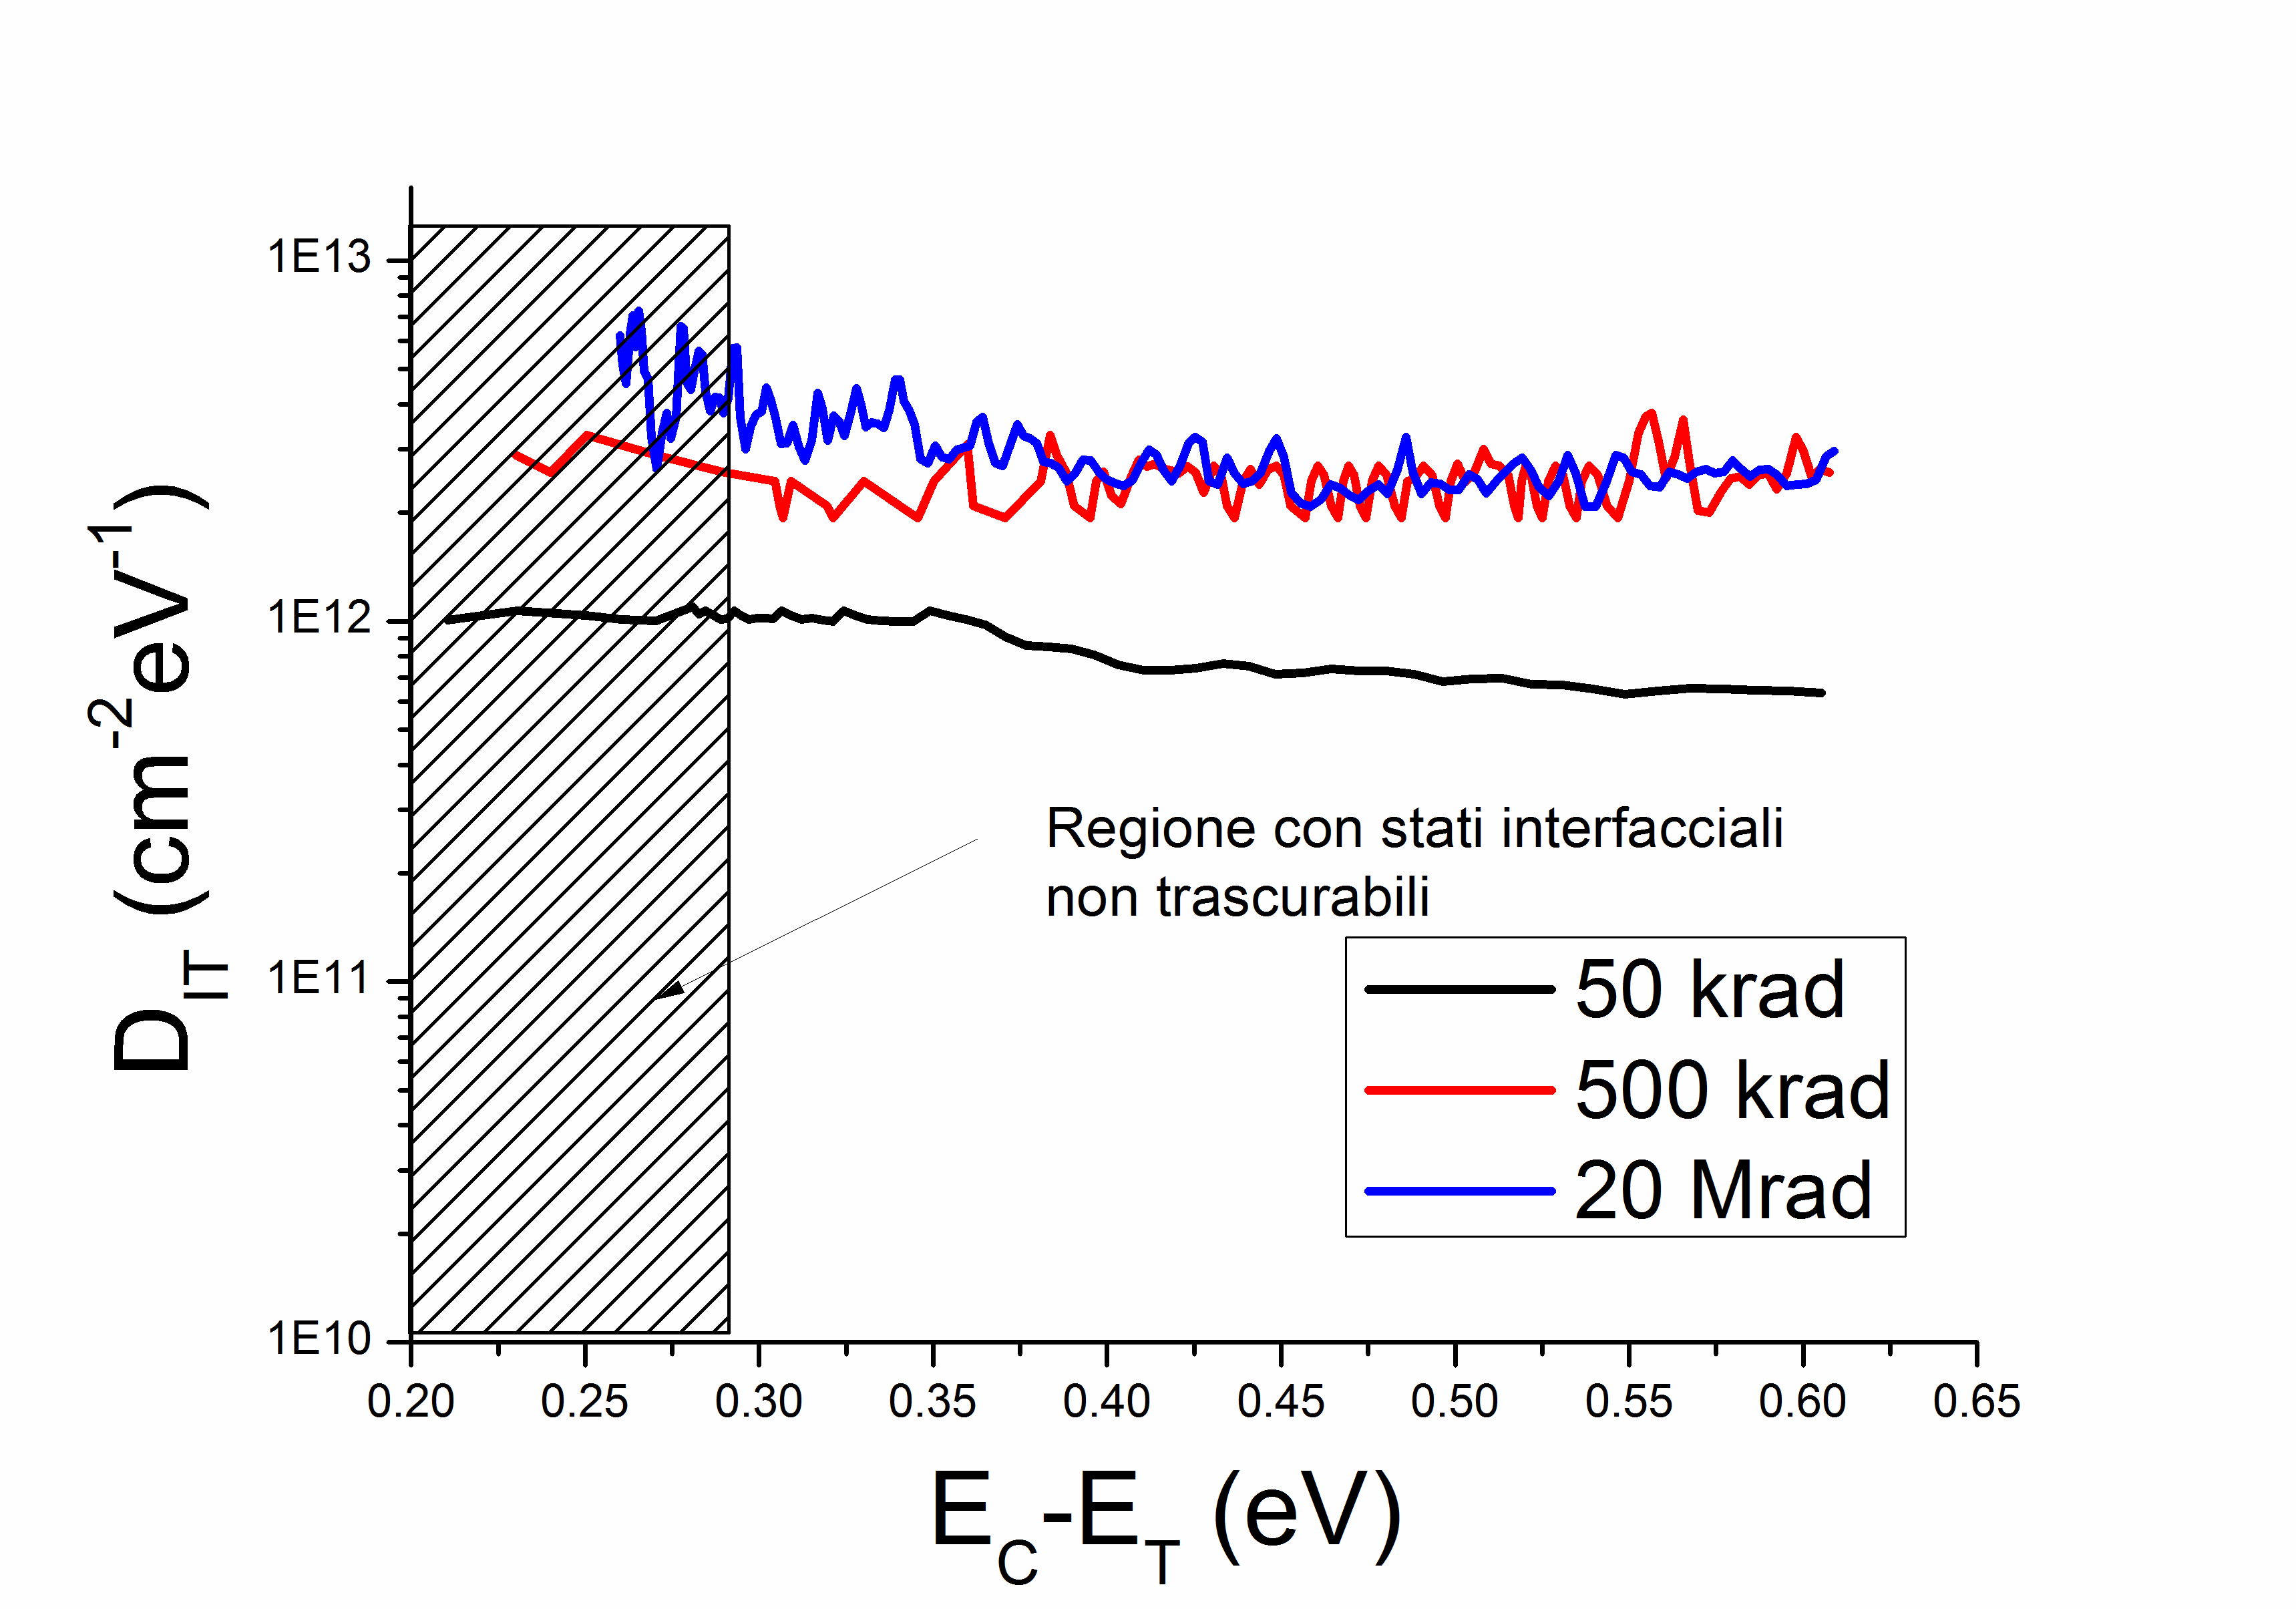 1E13
1E12
1E11
1E10
D_IT (cm^-2 eV^-1)
Regione con stati interfacciali
non trascurabili
50 krad
500 krad
20 Mrad
0.20 0.25 0.30 0.35 0.40 0.45 0.50 0.55 0.60 0.65
E_C-E_T (eV)